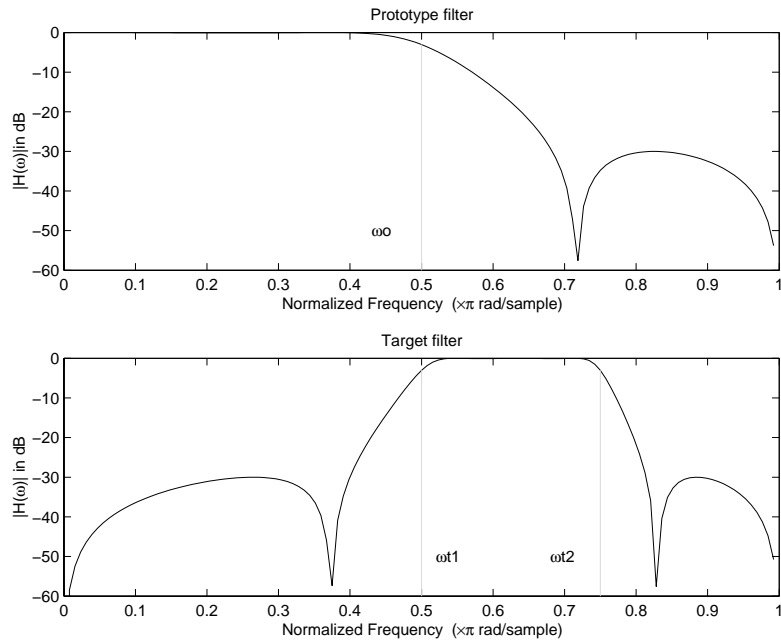 Prototype filter
0
−10
−20
−30
−40
−50
−60
|H(ω)|in dB
ωo
0 0.1 0.2 0.3 0.4 0.5 0.6 0.7 0.8 0.9 1
Normalized Frequency (×π rad/sample)
Target filter
0
−10
−20
−30
−40
−50
−60
|H(ω)| in dB
ωt1 ωt2
0 0.1 0.2 0.3 0.4 0.5 0.6 0.7 0.8 0.9 1
Normalized Frequency (×π rad/sample)